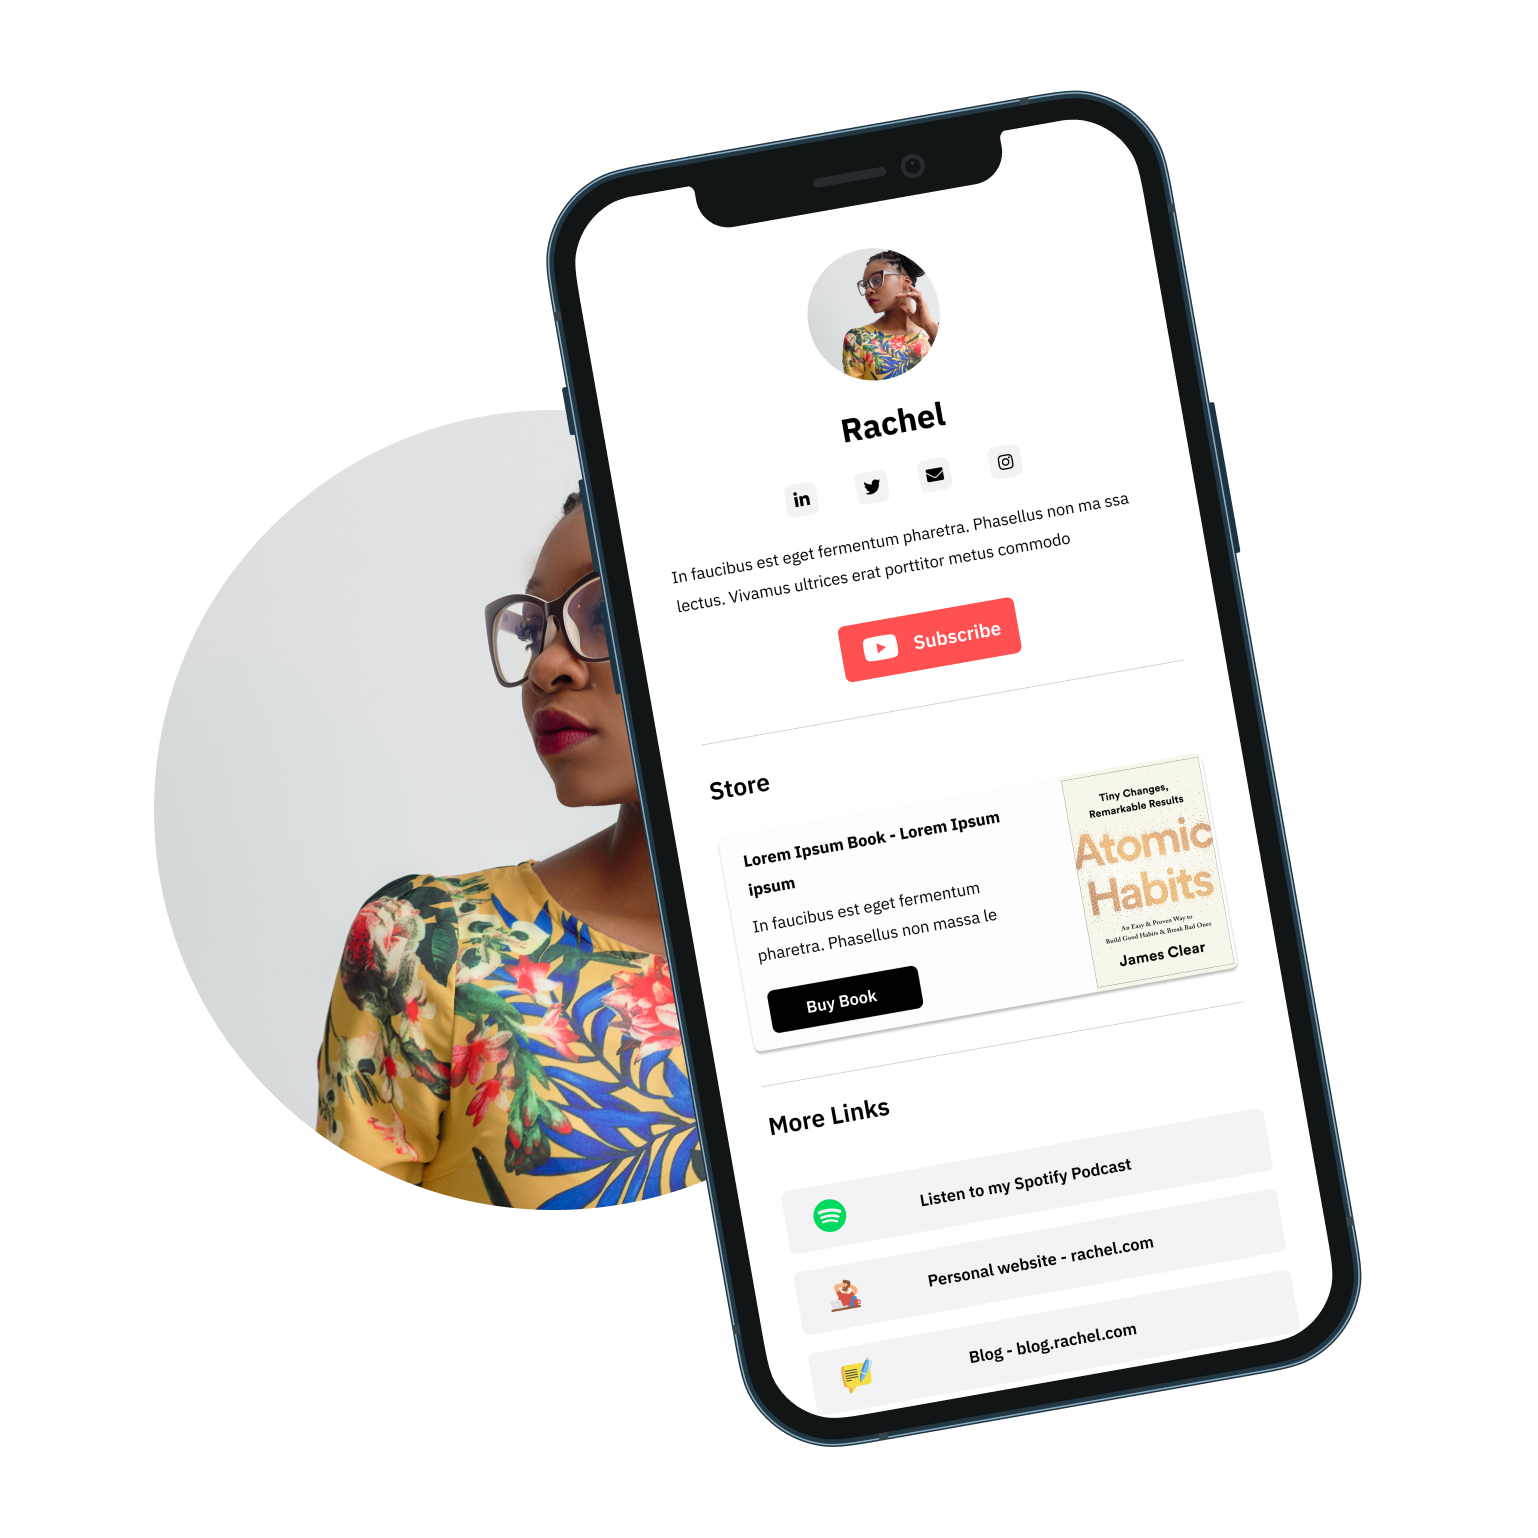 Rachel
in
In faucibus est eget fermentum pharetra. Phasellus non ma ssa
lectus. Vivamus ultrices erat porttitor metus commodo
Subscribe
Store
Lorem Ipsum Book - Lorem Ipsum
ipsum
In faucibus est eget fermentum
pharetra. Phasellus non massa le
Buy Book
Tiny Changes,
Remarkable Results
Atomic
Habits
An Easy & Proven Way to
Build Good Habits & Break Bad Ones
James Clear
More Links
Listen to my Spotify Podcast
Personal website - rachel.com
Blog - blog.rachel.com